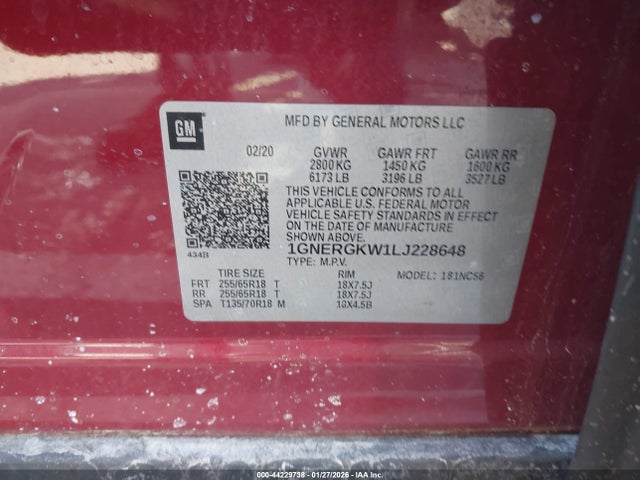 GM
MFD BY GENERAL MOTORS LLC
02/20 GVWR GAWR FRT GAWR RR
2800 KG 1450 KG 1600 KG
6173 LB 3196 LB 3527 LB
THIS VEHICLE CONFORMS TO ALL
APPLICABLE U.S. FEDERAL MOTOR
VEHICLE SAFETY STANDARDS IN EFFECT
ON THE DATE OF MANUFACTURE
SHOWN ABOVE.
434B 1GNERGKW1LJ228648
TYPE: M.P.V. MODEL: 181NC56
TIRE SIZE RIM
FRT 255/65R18 T 18X7.5J
RR 255/65R18 T 18X7.5J
SPA T135/70R18 M 18X4.5B
000-44229738 - 01/27/2026 - IAA Inc.